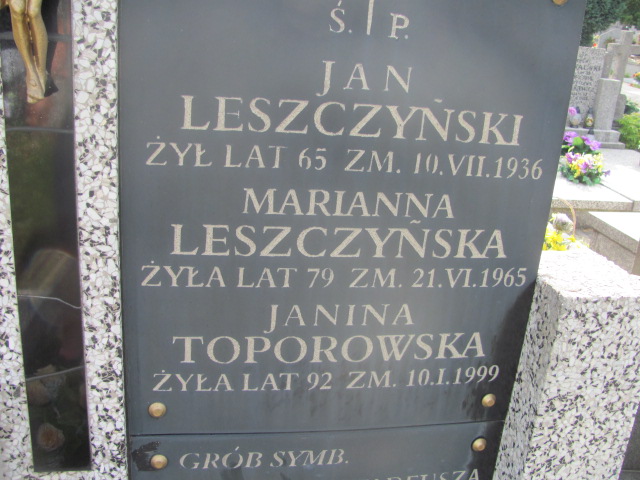 Ś. P.
JAN
LESZCZYŃSKI
ŻYŁ LAT 65 ZM. 10.VII.1936
MARIANNA
LESZCZYŃSKA
ŻYŁA LAT 79 ZM. 21.VI.1965
JANINA
TOPOROWSKA
ŻYŁA LAT 92 ZM. 10.I.1999
GRÓB SYMB.